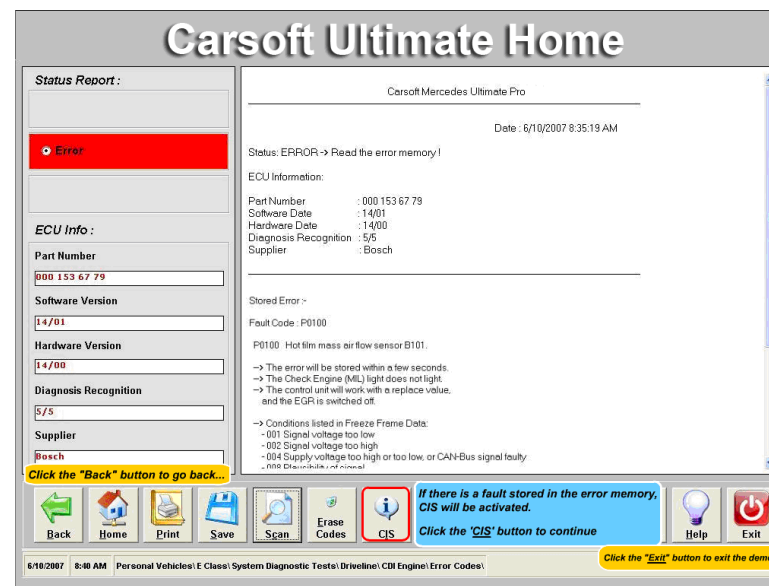 Carsoft Ultimate Home
Status Report :
Error
ECU Info :
Part Number
000 153 67 79
Software Version
14/01
Hardware Version
14/00
Diagnosis Recognition
5/5
Supplier
Bosch
Click the "Back" button to go back...
Carsoft Mercedes Ultimate Pro
Date : 6/10/2007 8:35:19 AM
Status: ERROR -> Read the error memory !
ECU Information:
Part Number : 000 153 67 79
Software Date : 14/01
Hardware Date : 14/00
Diagnosis Recognition : 5/5
Supplier : Bosch
Stored Error :-
Fault Code : P0100
P0100 Hot film mass air flow sensor B101.
-> The error will be stored within a few seconds.
-> The Check Engine (MIL) light does not light.
-> The control unit will work with a replace value,
and the EGR is switched off.
-> Conditions listed in Freeze Frame Data:
- 001 Signal voltage too low
- 002 Signal voltage too high
- 004 Supply voltage too high or too low, or CAN-Bus signal faulty
- 008 Plausibility of signal
Back
Home
Print
Save
Scan
Erase
Codes
CIS
If there is a fault stored in the error memory,
CIS will be activated.
Click the 'CIS' button to continue
Help
Exit
6/10/2007 8:40 AM Personal Vehicles\ E Class\ System Diagnostic Tests\ Driveline\ CDI Engine\ Error Codes\
Click the "Exit" button to exit the demo